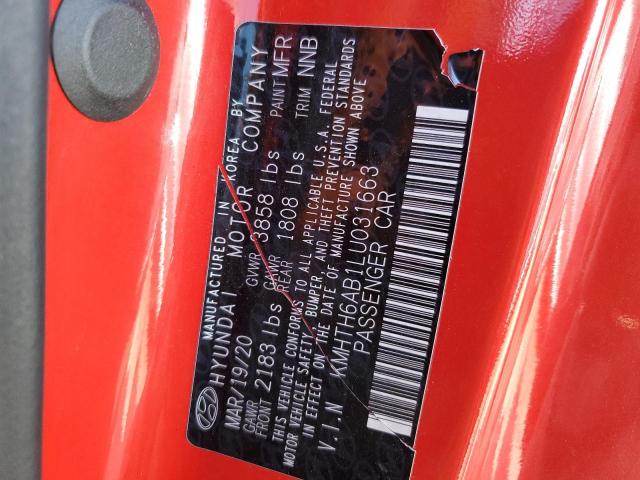 MANUFACTURED IN KOREA BY
HYUNDAI MOTOR COMPANY
MAR/19/20 GVWR 3858 lbs PAINT MFR
GAWR FRONT 2183 lbs GAWR REAR 1808 lbs TRIM NNB
THIS VEHICLE CONFORMS TO ALL APPLICABLE U.S.A. FEDERAL
MOTOR VEHICLE SAFETY, BUMPER, AND THEFT PREVENTION STANDARDS
IN EFFECT ON THE DATE OF MANUFACTURE SHOWN ABOVE
V.I.N KMHTH6AB1LU031663
PASSENGER CAR